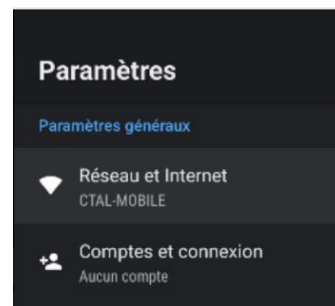 Paramètres
Paramètres généraux
Réseau et Internet
CTAL-MOBILE
Comptes et connexion
Aucun compte